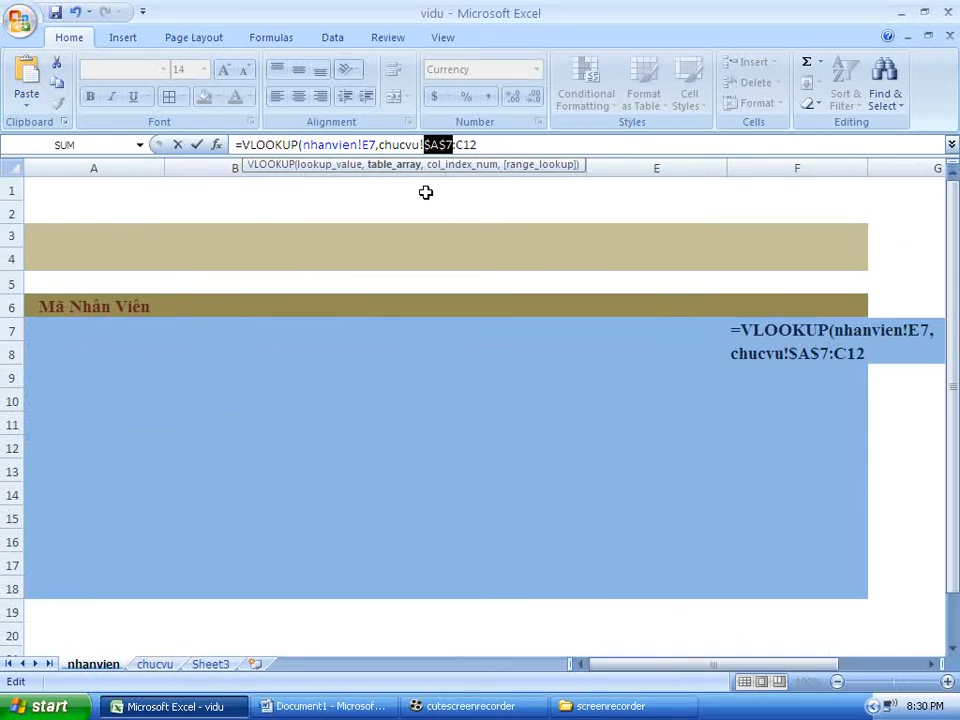 vidu - Microsoft Excel
Home Insert Page Layout Formulas Data Review View
Paste
14
Currency
Conditional Formatting
Format as Table
Cell Styles
Insert
Delete
Format
Sort & Filter
Find & Select
Clipboard Font Alignment Number Styles Cells Editing
SUM =VLOOKUP(nhanvien!E7,chucvu!$A$7:C12
VLOOKUP(lookup_value, table_array, col_index_num, [range_lookup])
A B E F G
1
2
3
4
5
6 Mã Nhân Viên
7 =VLOOKUP(nhanvien!E7,
8 chucvu!$A$7:C12
9
10
11
12
13
14
15
16
17
18
19
20
nhanvien chucvu Sheet3
Edit 100%
start Microsoft Excel - vidu Document1 - Microsof... cutescreenrecorder screenrecorder 8:30 PM